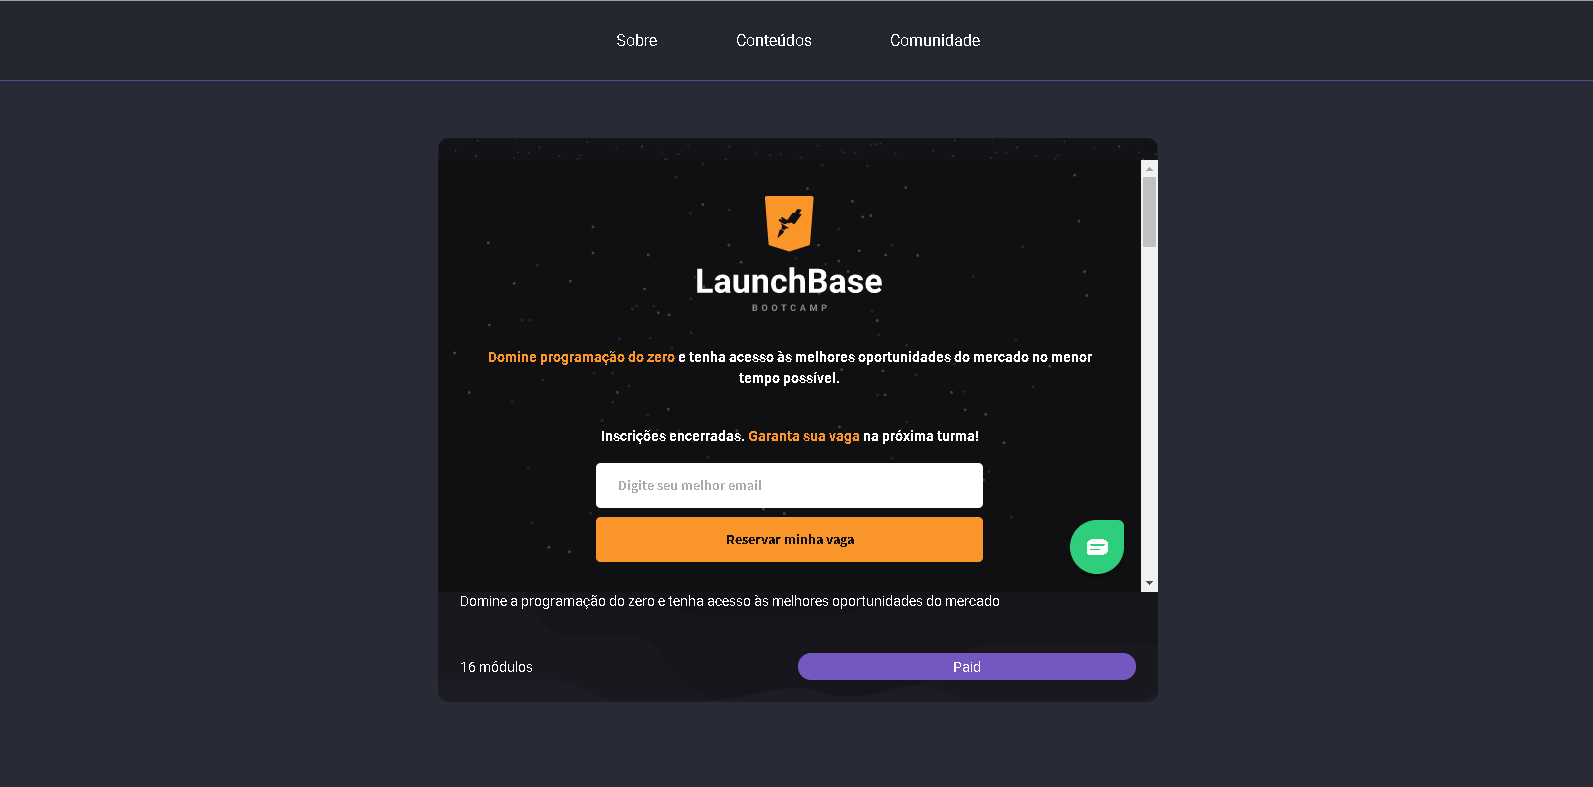 Sobre Conteúdos Comunidade
LaunchBase
BOOTCAMP
Domine programação do zero e tenha acesso às melhores oportunidades do mercado no menor
tempo possível.
Inscrições encerradas. Garanta sua vaga na próxima turma!
Digite seu melhor email
Reservar minha vaga
Domine a programação do zero e tenha acesso às melhores oportunidades do mercado
16 módulos Paid